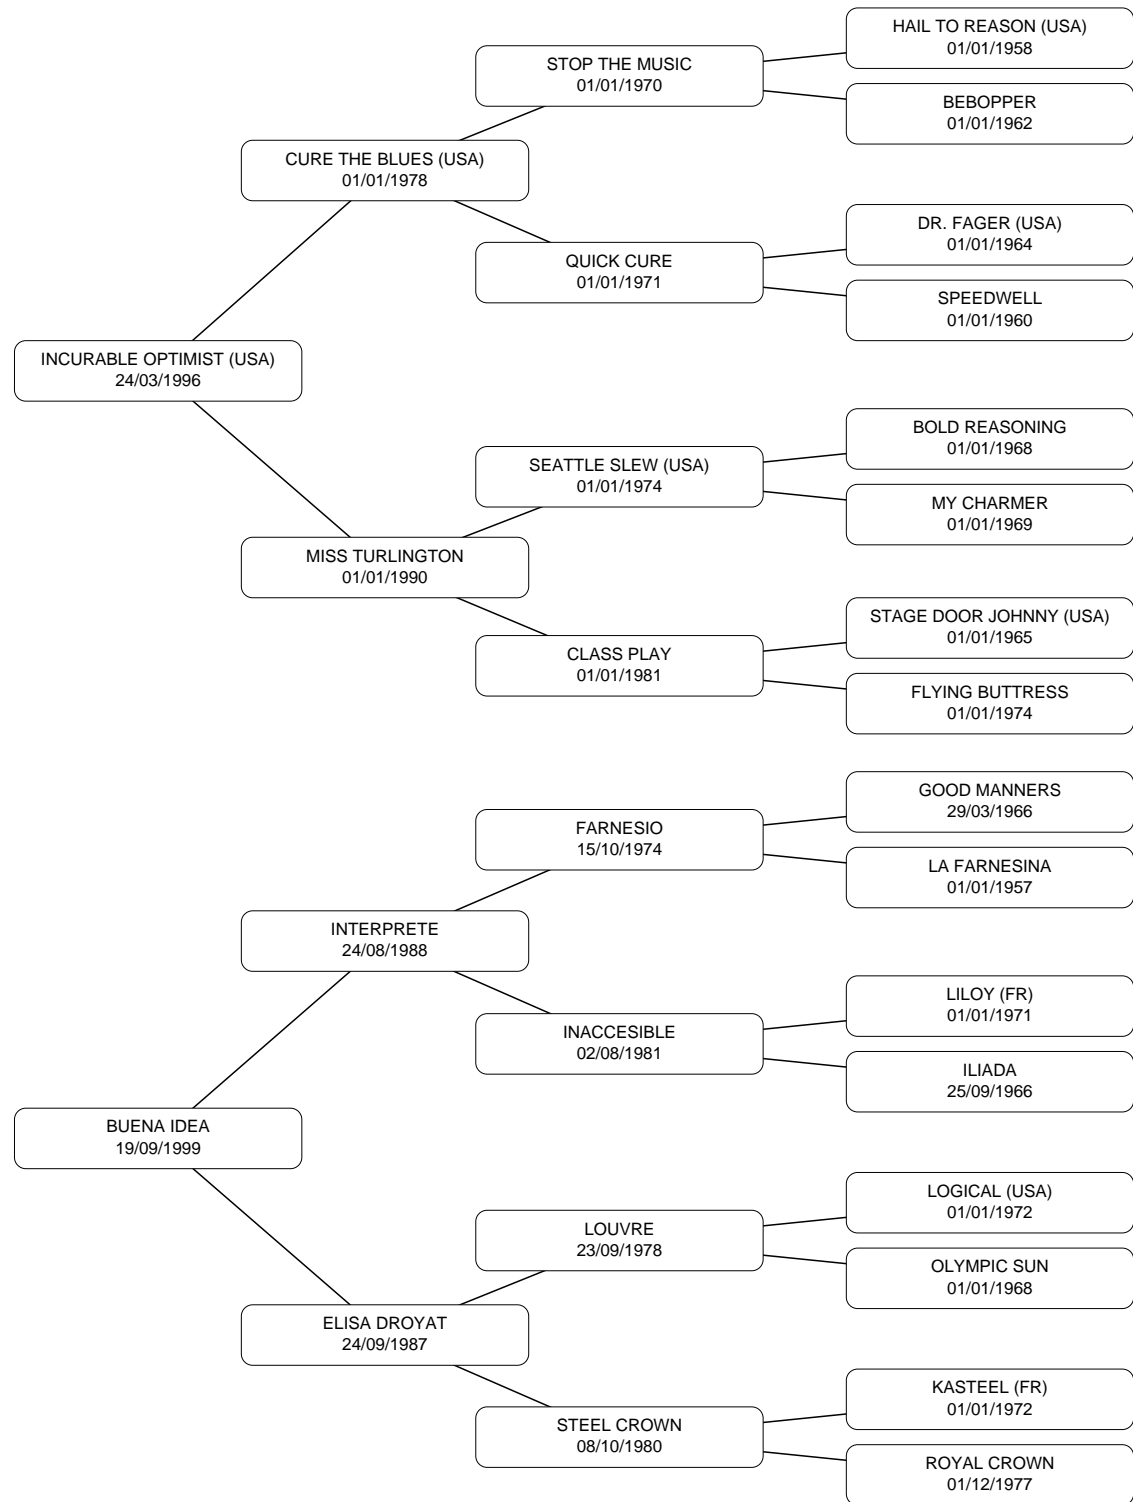 HAIL TO REASON (USA)
01/01/1958
STOP THE MUSIC
01/01/1970
BEBOPPER
01/01/1962
CURE THE BLUES (USA)
01/01/1978
DR. FAGER (USA)
01/01/1964
QUICK CURE
01/01/1971
SPEEDWELL
01/01/1960
INCURABLE OPTIMIST (USA)
24/03/1996
BOLD REASONING
01/01/1968
SEATTLE SLEW (USA)
01/01/1974
MY CHARMER
01/01/1969
MISS TURLINGTON
01/01/1990
STAGE DOOR JOHNNY (USA)
01/01/1965
CLASS PLAY
01/01/1981
FLYING BUTTRESS
01/01/1974
GOOD MANNERS
29/03/1966
FARNESIO
15/10/1974
LA FARNESINA
01/01/1957
INTERPRETE
24/08/1988
LILOY (FR)
01/01/1971
INACCESIBLE
02/08/1981
ILIADA
25/09/1966
BUENA IDEA
19/09/1999
LOGICAL (USA)
01/01/1972
LOUVRE
23/09/1978
OLYMPIC SUN
01/01/1968
ELISA DROYAT
24/09/1987
KASTEEL (FR)
01/01/1972
STEEL CROWN
08/10/1980
ROYAL CROWN
01/12/1977